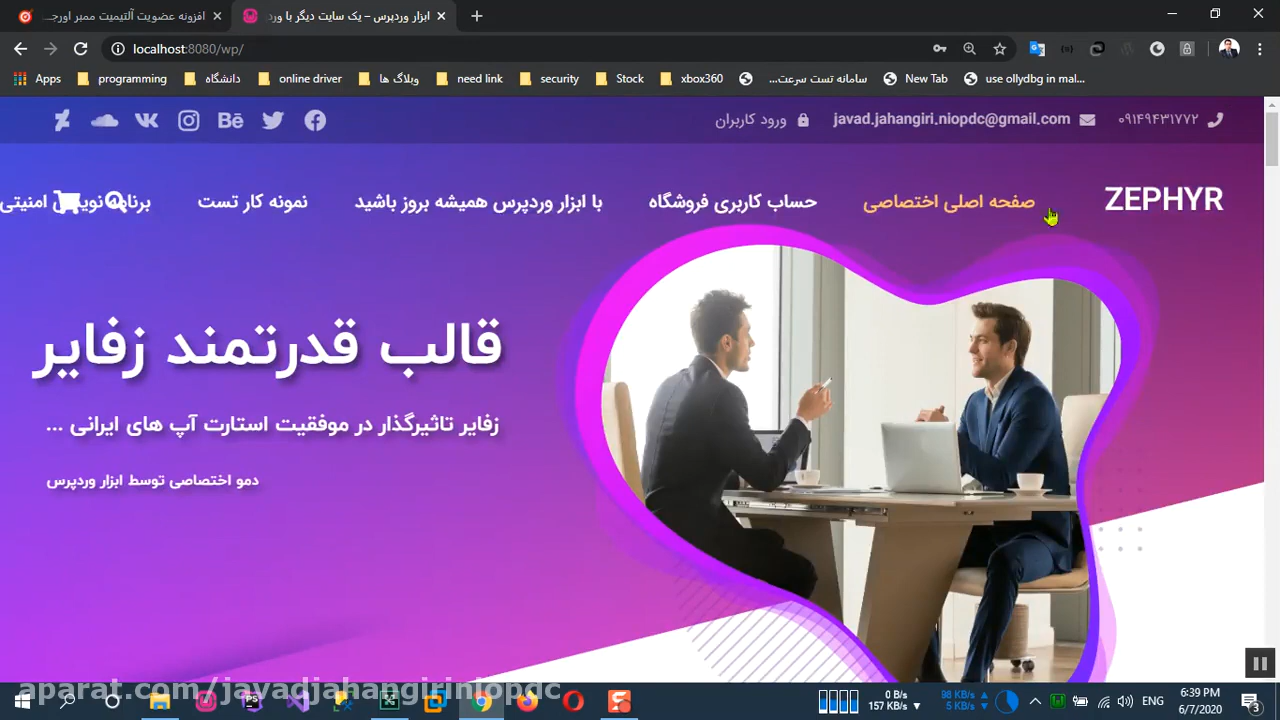 افزونه عضویت آلتیمیت ممبر اورجـ...
ابزار وردپرس – یک سایت دیگر با ورد
localhost:8080/wp/
Apps
programming
دانشگاه
online driver
وبلاگ ها
need link
security
Stock
xbox360
سامانه تست سرعت...
New Tab
use ollydbg in mal...
ورود کاربران
javad.jahangiri.niopdc@gmail.com
۰۹۱۴۹۴۳۱۷۷۲
ZEPHYR
صفحه اصلی اختصاصی
حساب کاربری فروشگاه
با ابزار وردپرس همیشه بروز باشید
نمونه کار تست
برنامه نویسی امنیتی
قالب قدرتمند زفایر
زفایر تاثیرگذار در موفقیت استارت آپ های ایرانی ...
دمو اختصاصی توسط ابزار وردپرس
aparat.com/javadjahangiriniopdc
0 B/s
157 KB/s
98 KB/s
5 KB/s
ENG
6:39 PM
6/7/2020
3